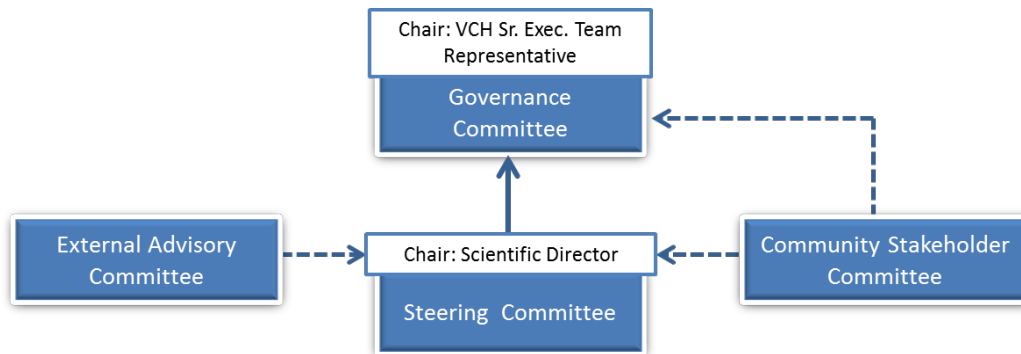 Chair: VCH Sr. Exec. Team
Representative
Governance
Committee
External Advisory
Committee
Chair: Scientific Director
Steering Committee
Community Stakeholder
Committee